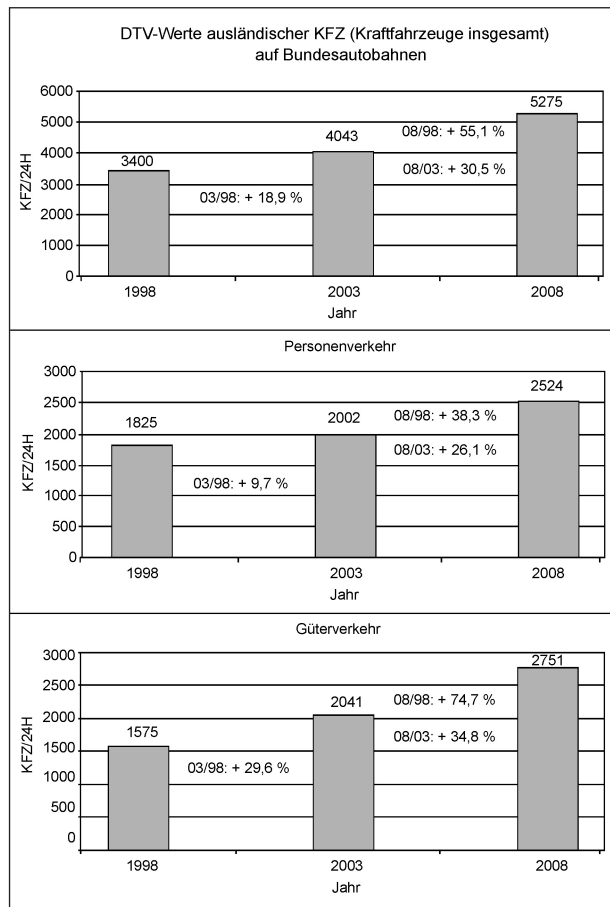 DTV-Werte ausländischer KFZ (Kraftfahrzeuge insgesamt)
auf Bundesautobahnen
KFZ/24H
6000
5000
4000
3000
2000
1000
0
3400
4043
5275
03/98: + 18,9 %
08/98: + 55,1 %
08/03: + 30,5 %
1998 2003 2008
Jahr
Personenverkehr
KFZ/24H
3000
2500
2000
1500
1000
500
0
1825
2002
2524
03/98: + 9,7 %
08/98: + 38,3 %
08/03: + 26,1 %
1998 2003 2008
Jahr
Güterverkehr
KFZ/24H
3000
2500
2000
1500
1000
500
0
1575
2041
2751
03/98: + 29,6 %
08/98: + 74,7 %
08/03: + 34,8 %
1998 2003 2008
Jahr